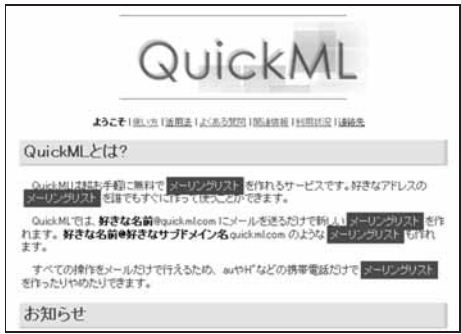 QuickML
ようこそ | 使い方 | 活用法 | よくある質問 | 関連情報 | 利用状況 | 連絡先
QuickMLとは?
QuickMLは超お手軽に無料で メーリングリスト を作れるサービスです。好きなアドレスの
メーリングリスト を誰でもすぐに作って使うことができます。
QuickMLでは、好きな名前@quickml.com にメールを送るだけで新しい メーリングリスト を作
れます。好きな名前@好きなサブドメイン名.quickml.com のような メーリングリスト も作れ
ます。
すべての操作をメールだけで行えるため、auやH"などの携帯電話だけで メーリングリスト
を作ったりやめたりできます。
お知らせ